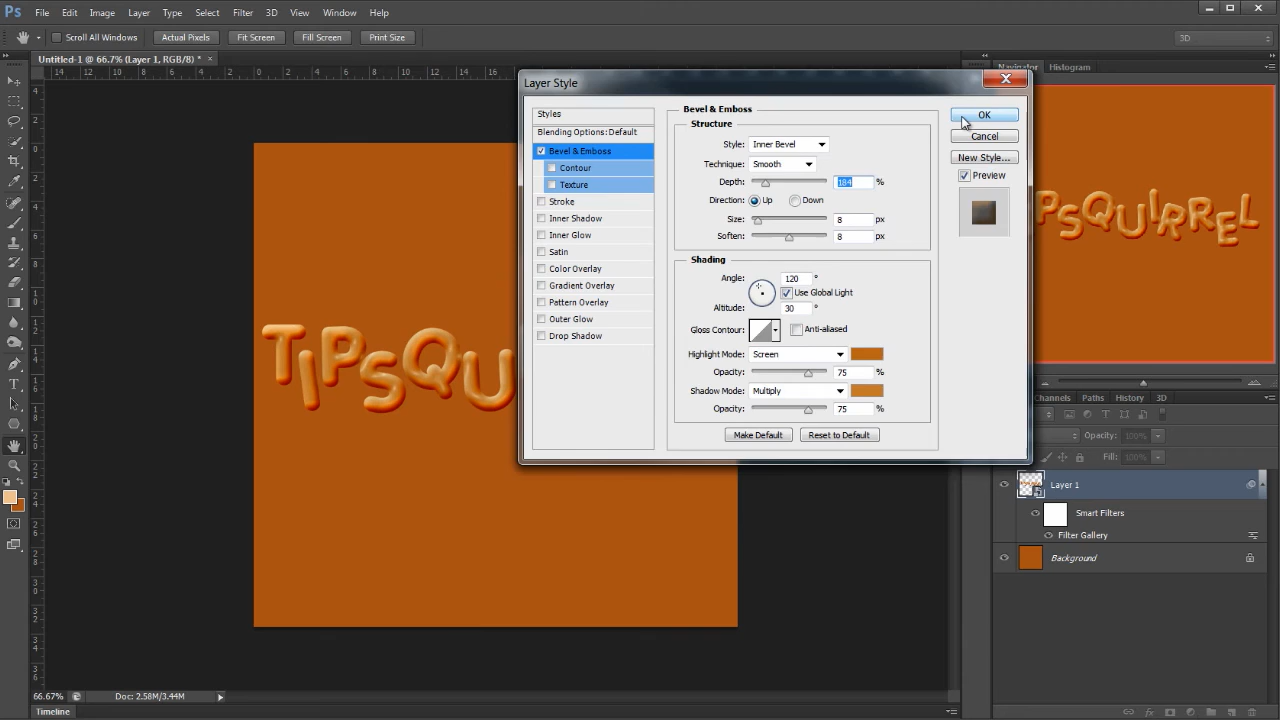 Ps File Edit Image Layer Type Select Filter 3D View Window Help
Scroll All Windows Actual Pixels Fit Screen Fill Screen Print Size 3D
Untitled-1 @ 66.7% (Layer 1, RGB/8) * ×
Navigator Histogram
Layer Style
Styles
Blending Options: Default
Bevel & Emboss
Contour
Texture
Stroke
Inner Shadow
Inner Glow
Satin
Color Overlay
Gradient Overlay
Pattern Overlay
Outer Glow
Drop Shadow
Bevel & Emboss
Structure
Style: Inner Bevel
Technique: Smooth
Depth: 184 %
Direction: Up Down
Size: 8 px
Soften: 8 px
Shading
Angle: 120 °
Use Global Light
Altitude: 30 °
Gloss Contour: Anti-aliased
Highlight Mode: Screen
Opacity: 75 %
Shadow Mode: Multiply
Opacity: 75 %
Make Default Reset to Default
OK
Cancel
New Style...
Preview
TIPSQU
PSQUIRREL
Channels Paths History 3D
Opacity: 100%
Fill: 100%
Layer 1
Smart Filters
Filter Gallery
Background
66.67% Doc: 2.58M/3.44M
Timeline